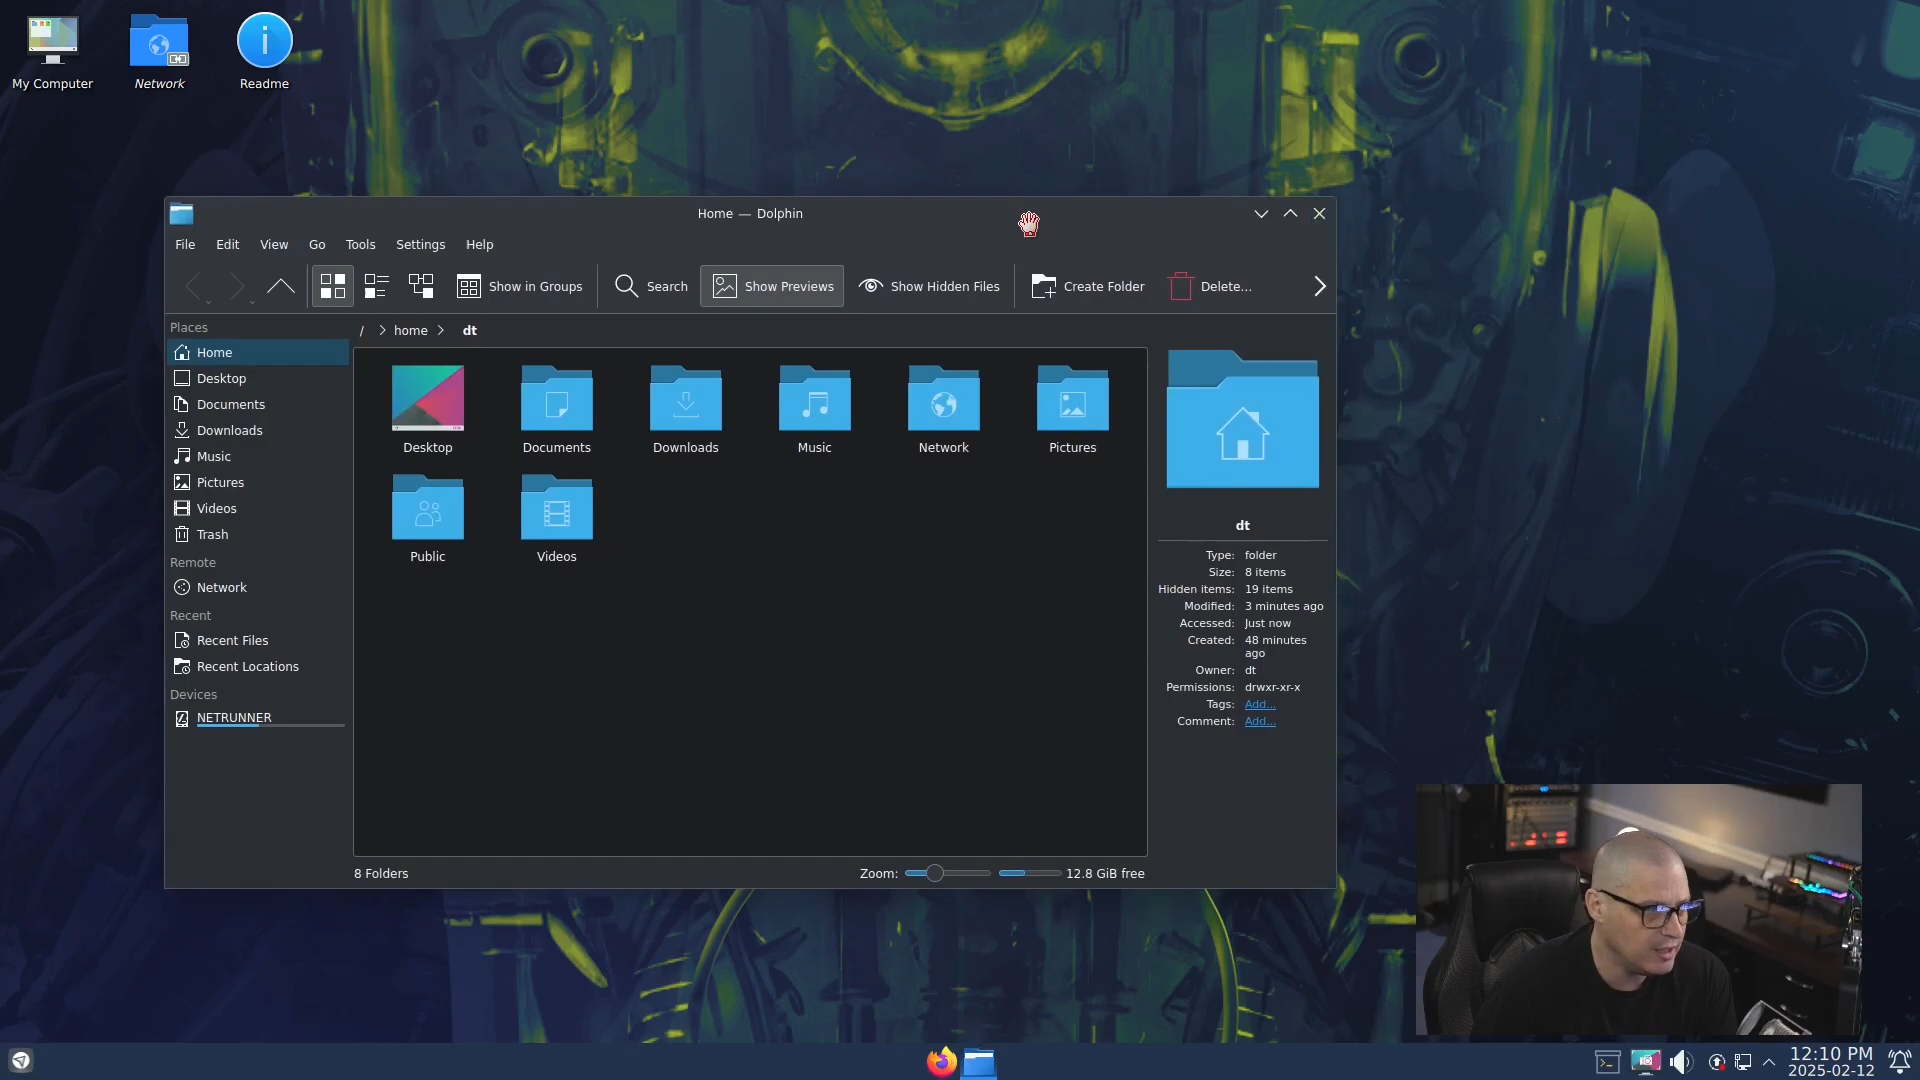 My Computer
Network
Readme
Home — Dolphin
File Edit View Go Tools Settings Help
Show in Groups Search Show Previews Show Hidden Files Create Folder Delete...
Places
/ > home > dt
Home
Desktop
Documents
Downloads
Music
Pictures
Videos
Trash
Remote
Network
Recent
Recent Files
Recent Locations
Devices
NETRUNNER
Desktop Documents Downloads Music Network Pictures
Public Videos
dt
Type: folder
Size: 8 items
Hidden items: 19 items
Modified: 3 minutes ago
Accessed: Just now
Created: 48 minutes
ago
Owner: dt
Permissions: drwxr-xr-x
Tags: Add...
Comment: Add...
8 Folders
Zoom: 12.8 GiB free
12:10 PM
2025-02-12